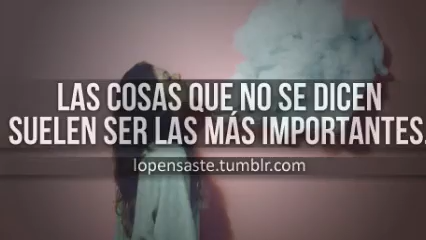 LAS COSAS QUE NO SE DICEN
SUELEN SER LAS MÁS IMPORTANTES.
lopensaste.tumblr.com